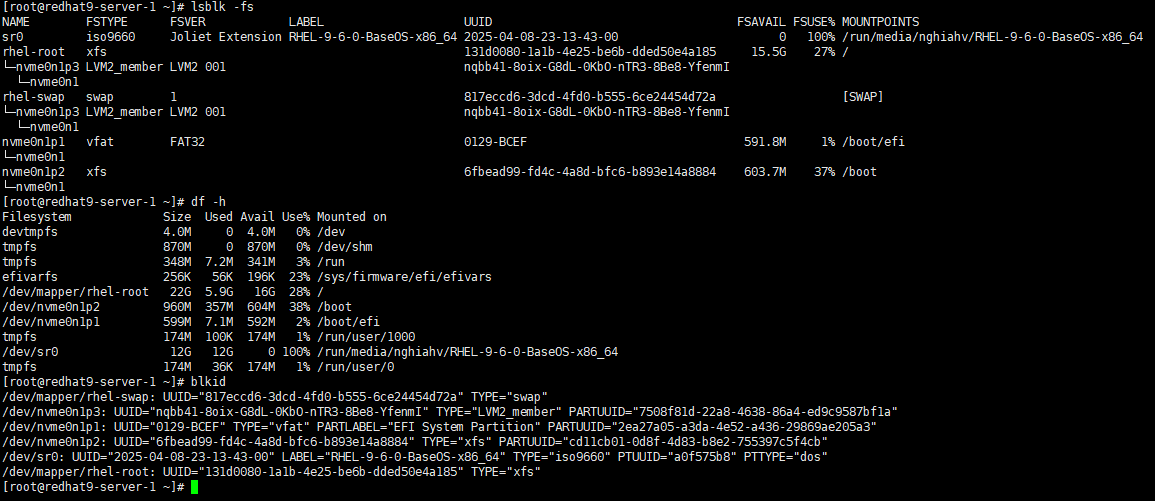 [root@redhat9-server-1 ~]# lsblk -fs
NAME        FSTYPE      FSVER            LABEL                   UUID                                   FSAVAIL FSUSE% MOUNTPOINTS
sr0         iso9660     Joliet Extension RHEL-9-6-0-BaseOS-x86_64 2025-04-08-23-13-43-00                       0   100% /run/media/nghiahv/RHEL-9-6-0-BaseOS-x86_64
rhel-root   xfs                                                  131d0080-1a1b-4e25-be6b-dded50e4a185     15.5G    27% /
└─nvme0n1p3 LVM2_member LVM2 001                                 nqbb41-8oix-G8dL-0KbO-nTR3-8Be8-YfenmI
  └─nvme0n1
rhel-swap   swap        1                                        817eccd6-3dcd-4fd0-b555-6ce24454d72a                  [SWAP]
└─nvme0n1p3 LVM2_member LVM2 001                                 nqbb41-8oix-G8dL-0KbO-nTR3-8Be8-YfenmI
  └─nvme0n1
nvme0n1p1   vfat        FAT32                                    0129-BCEF                               591.8M     1% /boot/efi
└─nvme0n1
nvme0n1p2   xfs                                                  6fbead99-fd4c-4a8d-bfc6-b893e14a8884    603.7M    37% /boot
└─nvme0n1
[root@redhat9-server-1 ~]# df -h
Filesystem             Size  Used Avail Use% Mounted on
devtmpfs               4.0M     0  4.0M   0% /dev
tmpfs                  870M     0  870M   0% /dev/shm
tmpfs                  348M  7.2M  341M   3% /run
efivarfs               256K   56K  196K  23% /sys/firmware/efi/efivars
/dev/mapper/rhel-root   22G  5.9G   16G  28% /
/dev/nvme0n1p2         960M  357M  604M  38% /boot
/dev/nvme0n1p1         599M  7.1M  592M   2% /boot/efi
tmpfs                  174M  100K  174M   1% /run/user/1000
/dev/sr0                12G   12G     0 100% /run/media/nghiahv/RHEL-9-6-0-BaseOS-x86_64
tmpfs                  174M   36K  174M   1% /run/user/0
[root@redhat9-server-1 ~]# blkid
/dev/mapper/rhel-swap: UUID="817eccd6-3dcd-4fd0-b555-6ce24454d72a" TYPE="swap"
/dev/nvme0n1p3: UUID="nqbb41-8oix-G8dL-0KbO-nTR3-8Be8-YfenmI" TYPE="LVM2_member" PARTUUID="7508f81d-22a8-4638-86a4-ed9c9587bf1a"
/dev/nvme0n1p1: UUID="0129-BCEF" TYPE="vfat" PARTLABEL="EFI System Partition" PARTUUID="2ea27a05-a3da-4e52-a436-29869ae205a3"
/dev/nvme0n1p2: UUID="6fbead99-fd4c-4a8d-bfc6-b893e14a8884" TYPE="xfs" PARTUUID="cd11cb01-0d8f-4d83-b8e2-755397c5f4cb"
/dev/sr0: UUID="2025-04-08-23-13-43-00" LABEL="RHEL-9-6-0-BaseOS-x86_64" TYPE="iso9660" PTUUID="a0f575b8" PTTYPE="dos"
/dev/mapper/rhel-root: UUID="131d0080-1a1b-4e25-be6b-dded50e4a185" TYPE="xfs"
[root@redhat9-server-1 ~]#